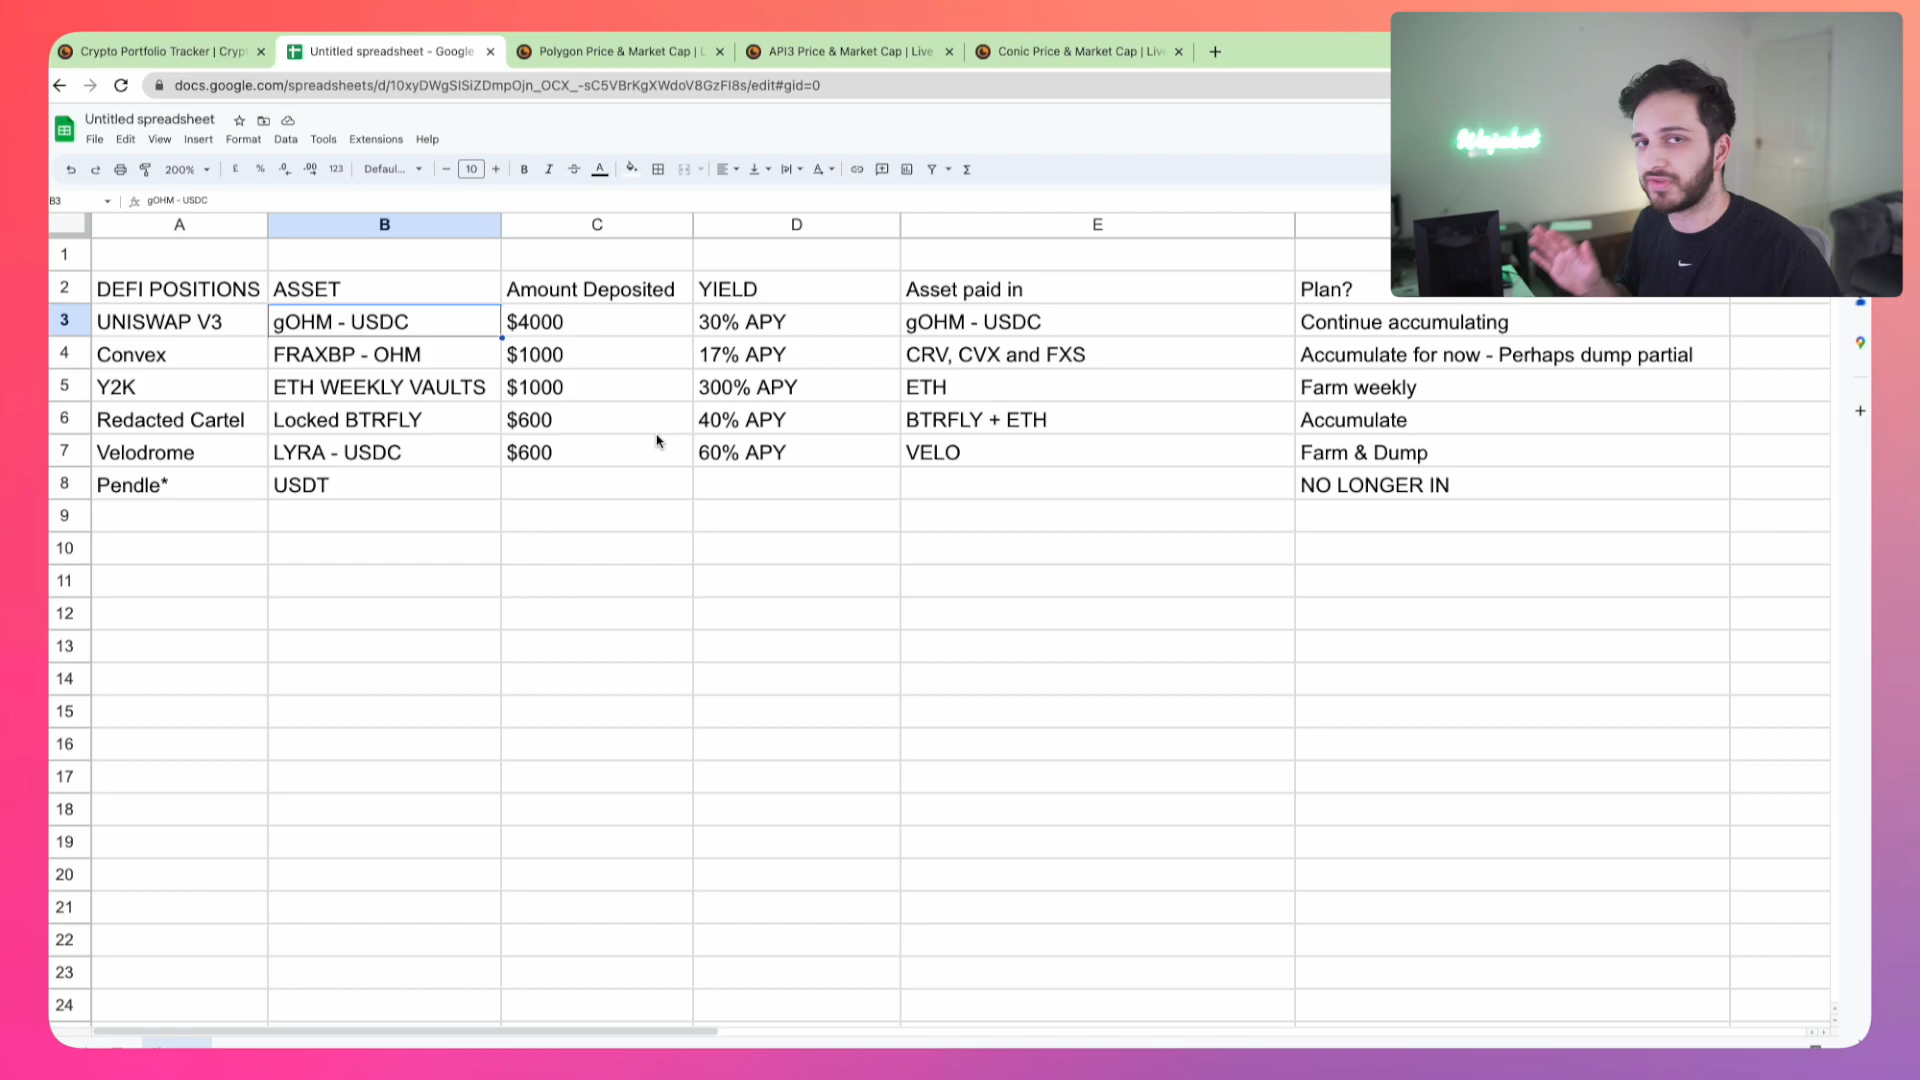 Crypto Portfolio Tracker | Cryp
Untitled spreadsheet - Google
Polygon Price & Market Cap | L
API3 Price & Market Cap | Live
Conic Price & Market Cap | Liv
docs.google.com/spreadsheets/d/10xyDWgSISiZDmpOjn_OCX_-sC5VBrKgXWdoV8GzFI8s/edit#gid=0
Untitled spreadsheet
File Edit View Insert Format Data Tools Extensions Help
200% £ % .0 .00 123 Defaul... - 10 + B I A Σ
B3 fx gOHM - USDC
A B C D E
1
2 DEFI POSITIONS ASSET Amount Deposited YIELD Asset paid in Plan?
3 UNISWAP V3 gOHM - USDC $4000 30% APY gOHM - USDC Continue accumulating
4 Convex FRAXBP - OHM $1000 17% APY CRV, CVX and FXS Accumulate for now - Perhaps dump partial
5 Y2K ETH WEEKLY VAULTS $1000 300% APY ETH Farm weekly
6 Redacted Cartel Locked BTRFLY $600 40% APY BTRFLY + ETH Accumulate
7 Velodrome LYRA - USDC $600 60% APY VELO Farm & Dump
8 Pendle* USDT NO LONGER IN
9
10
11
12
13
14
15
16
17
18
19
20
21
22
23
24